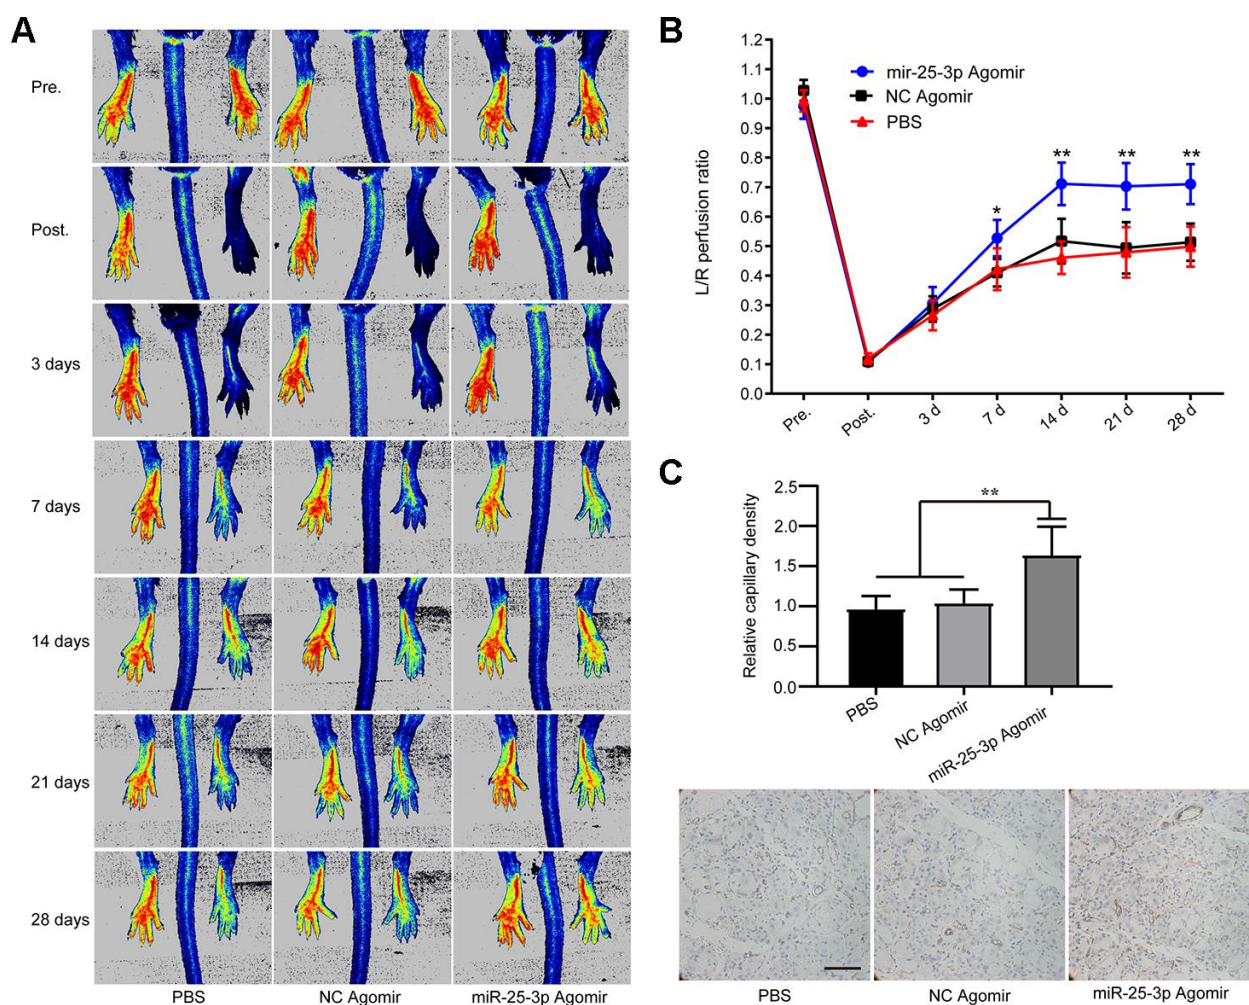 A
Pre.
Post.
3 days
7 days
14 days
21 days
28 days
PBS NC Agomir miR-25-3p Agomir
B
L/R perfusion ratio
1.2
1.1
1.0
0.9
0.8
0.7
0.6
0.5
0.4
0.3
0.2
0.1
0.0
mir-25-3p Agomir
NC Agomir
PBS
* ** ** **
Pre. Post. 3 d 7 d 14 d 21 d 28 d
C
Relative capillary density
2.5
2.0
1.5
1.0
0.5
0.0
**
PBS NC Agomir miR-25-3p Agomir
PBS NC Agomir miR-25-3p Agomir